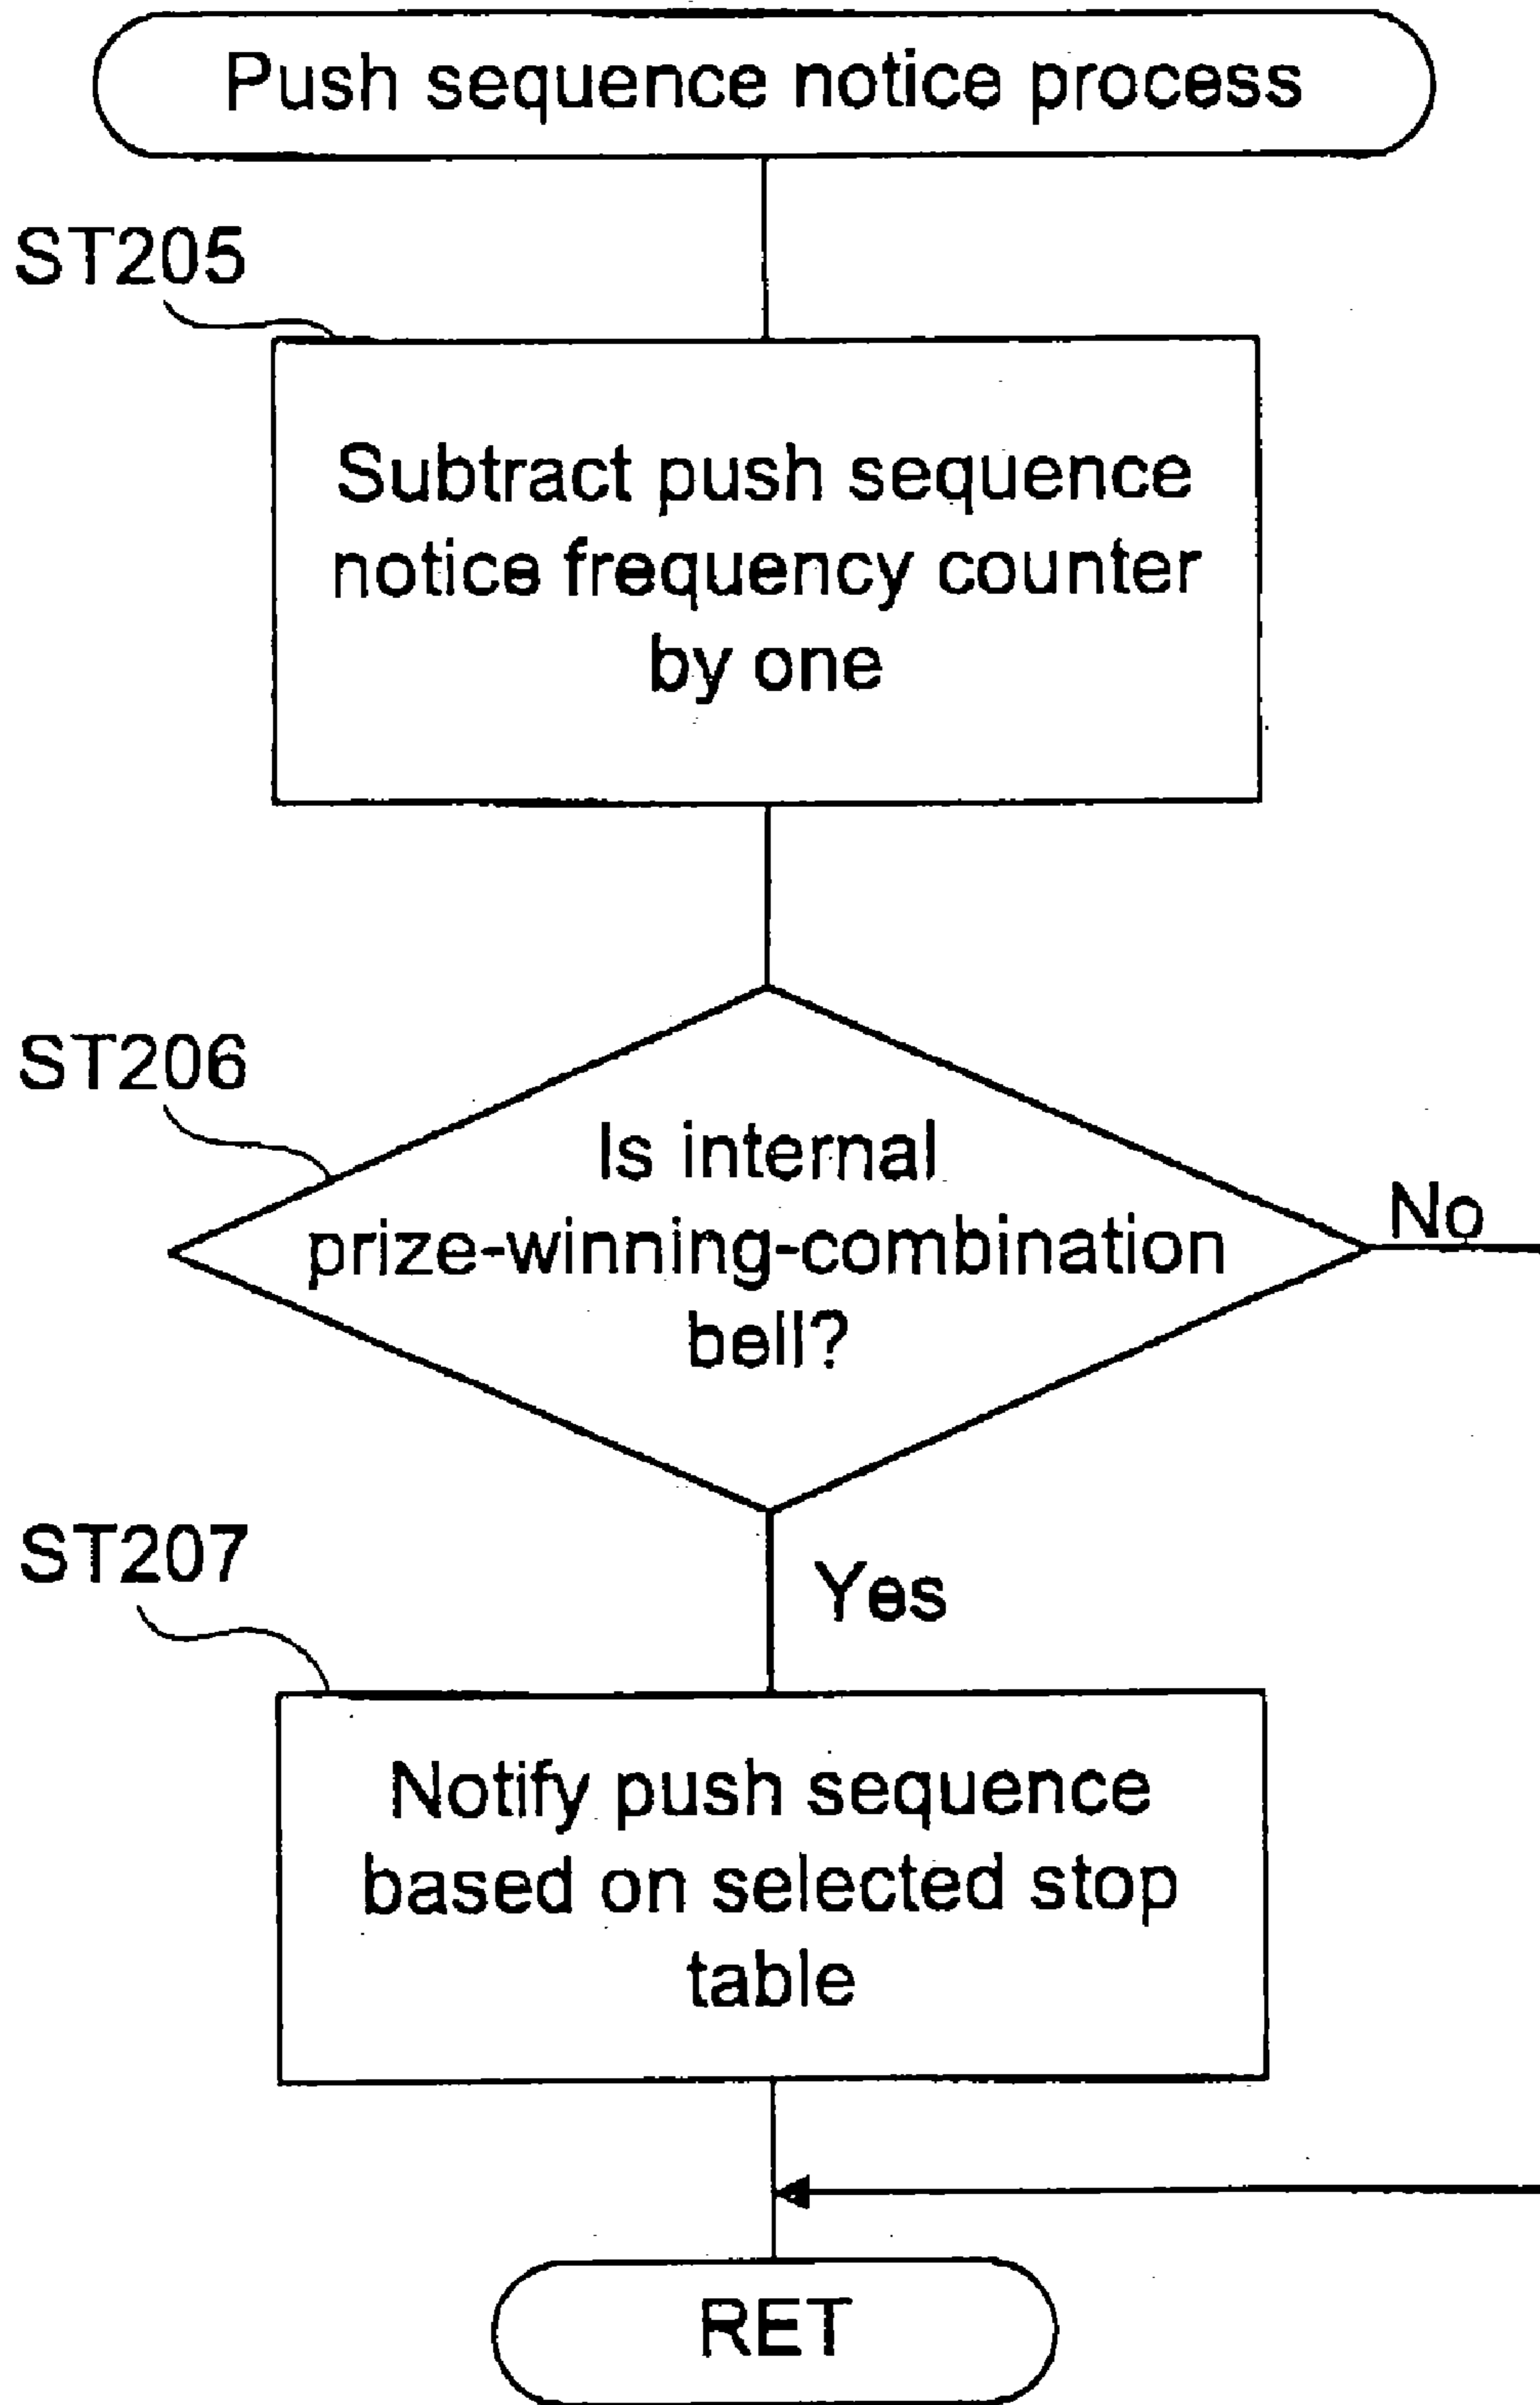 Push sequence notice process
ST205
Subtract push sequence
notice frequency counter
by one
ST206
Is internal
prize-winning-combination
bell?
No
Yes
ST207
Notify push sequence
based on selected stop
table
RET